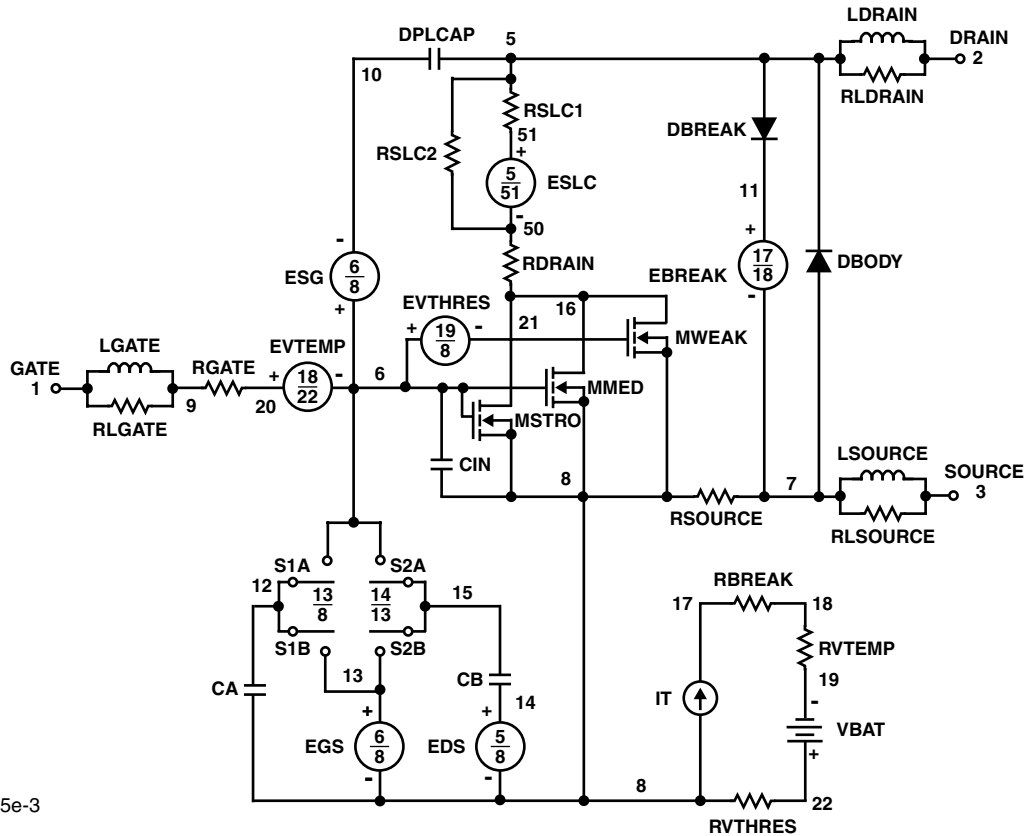 LDRAIN
DPLCAP 5 DRAIN
2
10
RLDRAIN
RSLC1
DBREAK
51
RSLC2
+
5
51
ESLC
11
-
50
+
-
RDRAIN
17
18
DBODY
6
8
ESG
EBREAK
-
EVTHRES
16
+
+ 19
8 - 21
MWEAK
LGATE EVTEMP
GATE RGATE
+ 18
22 - 6
1
MMED
9 20
RLGATE
MSTRO
LSOURCE
CIN
SOURCE
8 7
3
RSOURCE
RLSOURCE
S1A S2A
RBREAK
12
13
8
14
13
15
17 18
S1B S2B
RVTEMP
13
CB 19
CA
14
IT
-
+ +
VBAT
EGS 6
8
EDS 5
8
+
- -
8
22
RVTHRES
5e-3